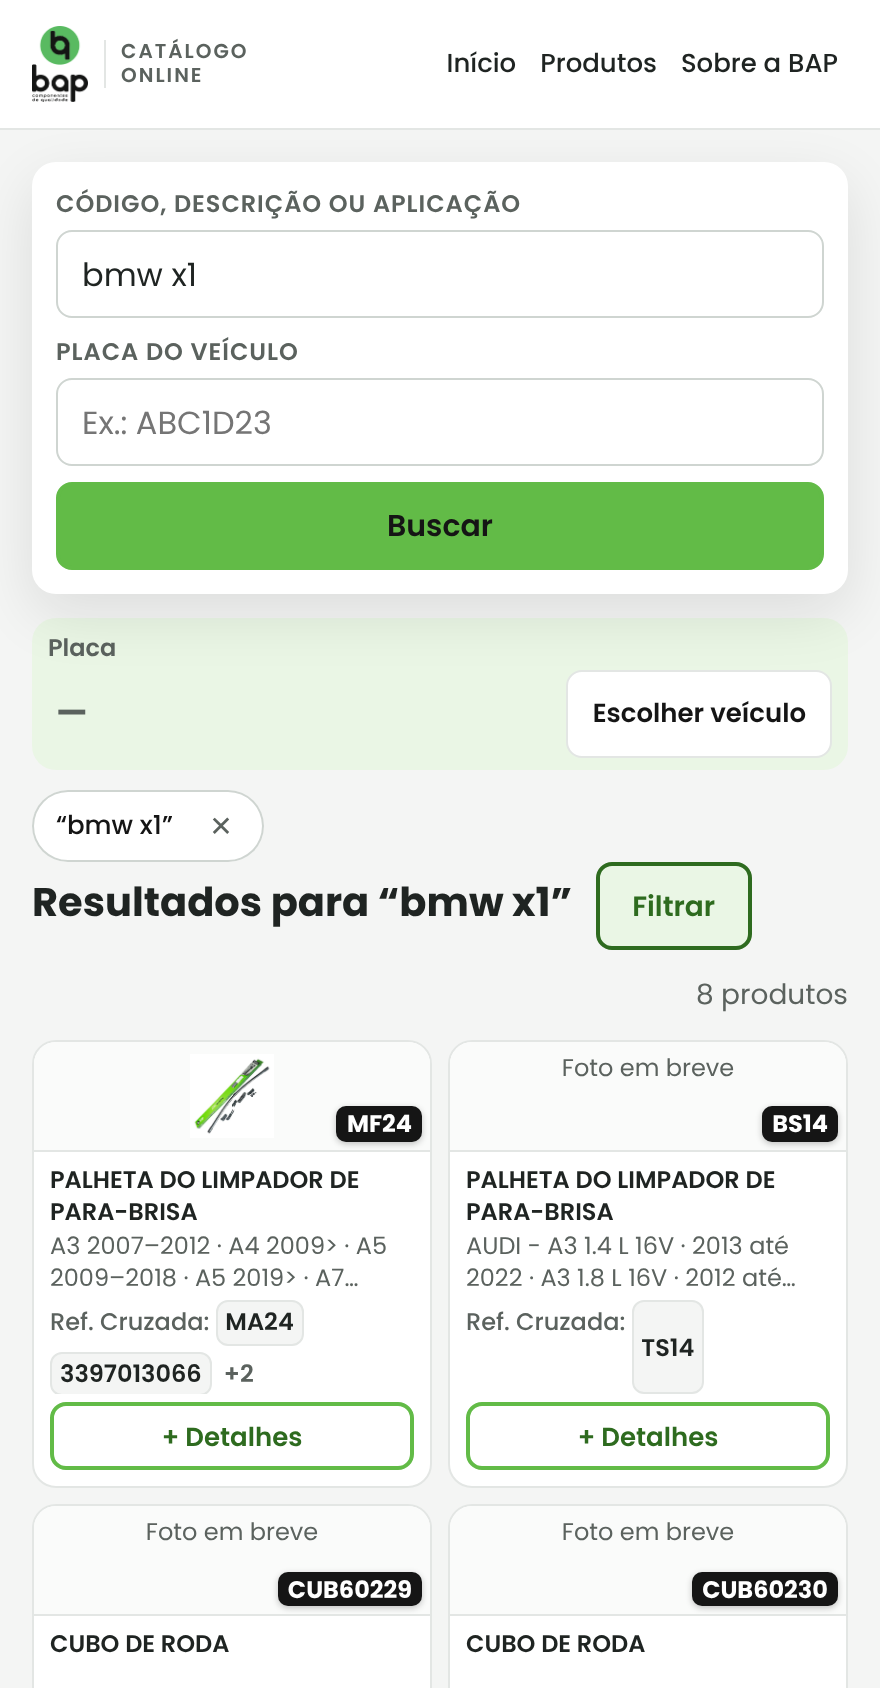 bap
componentes
de qualidade
CATÁLOGO
ONLINE
Início Produtos Sobre a BAP
CÓDIGO, DESCRIÇÃO OU APLICAÇÃO
bmw x1
PLACA DO VEÍCULO
Ex.: ABC1D23
Buscar
Placa
—
Escolher veículo
“bmw x1” ✕
Resultados para “bmw x1”
Filtrar
8 produtos
MF24
PALHETA DO LIMPADOR DE
PARA-BRISA
A3 2007–2012 · A4 2009> · A5
2009–2018 · A5 2019> · A7...
Ref. Cruzada: MA24
3397013066 +2
+ Detalhes
Foto em breve
BS14
PALHETA DO LIMPADOR DE
PARA-BRISA
AUDI - A3 1.4 L 16V · 2013 até
2022 · A3 1.8 L 16V · 2012 até...
Ref. Cruzada: TS14
+ Detalhes
Foto em breve
CUB60229
CUBO DE RODA
Foto em breve
CUB60230
CUBO DE RODA